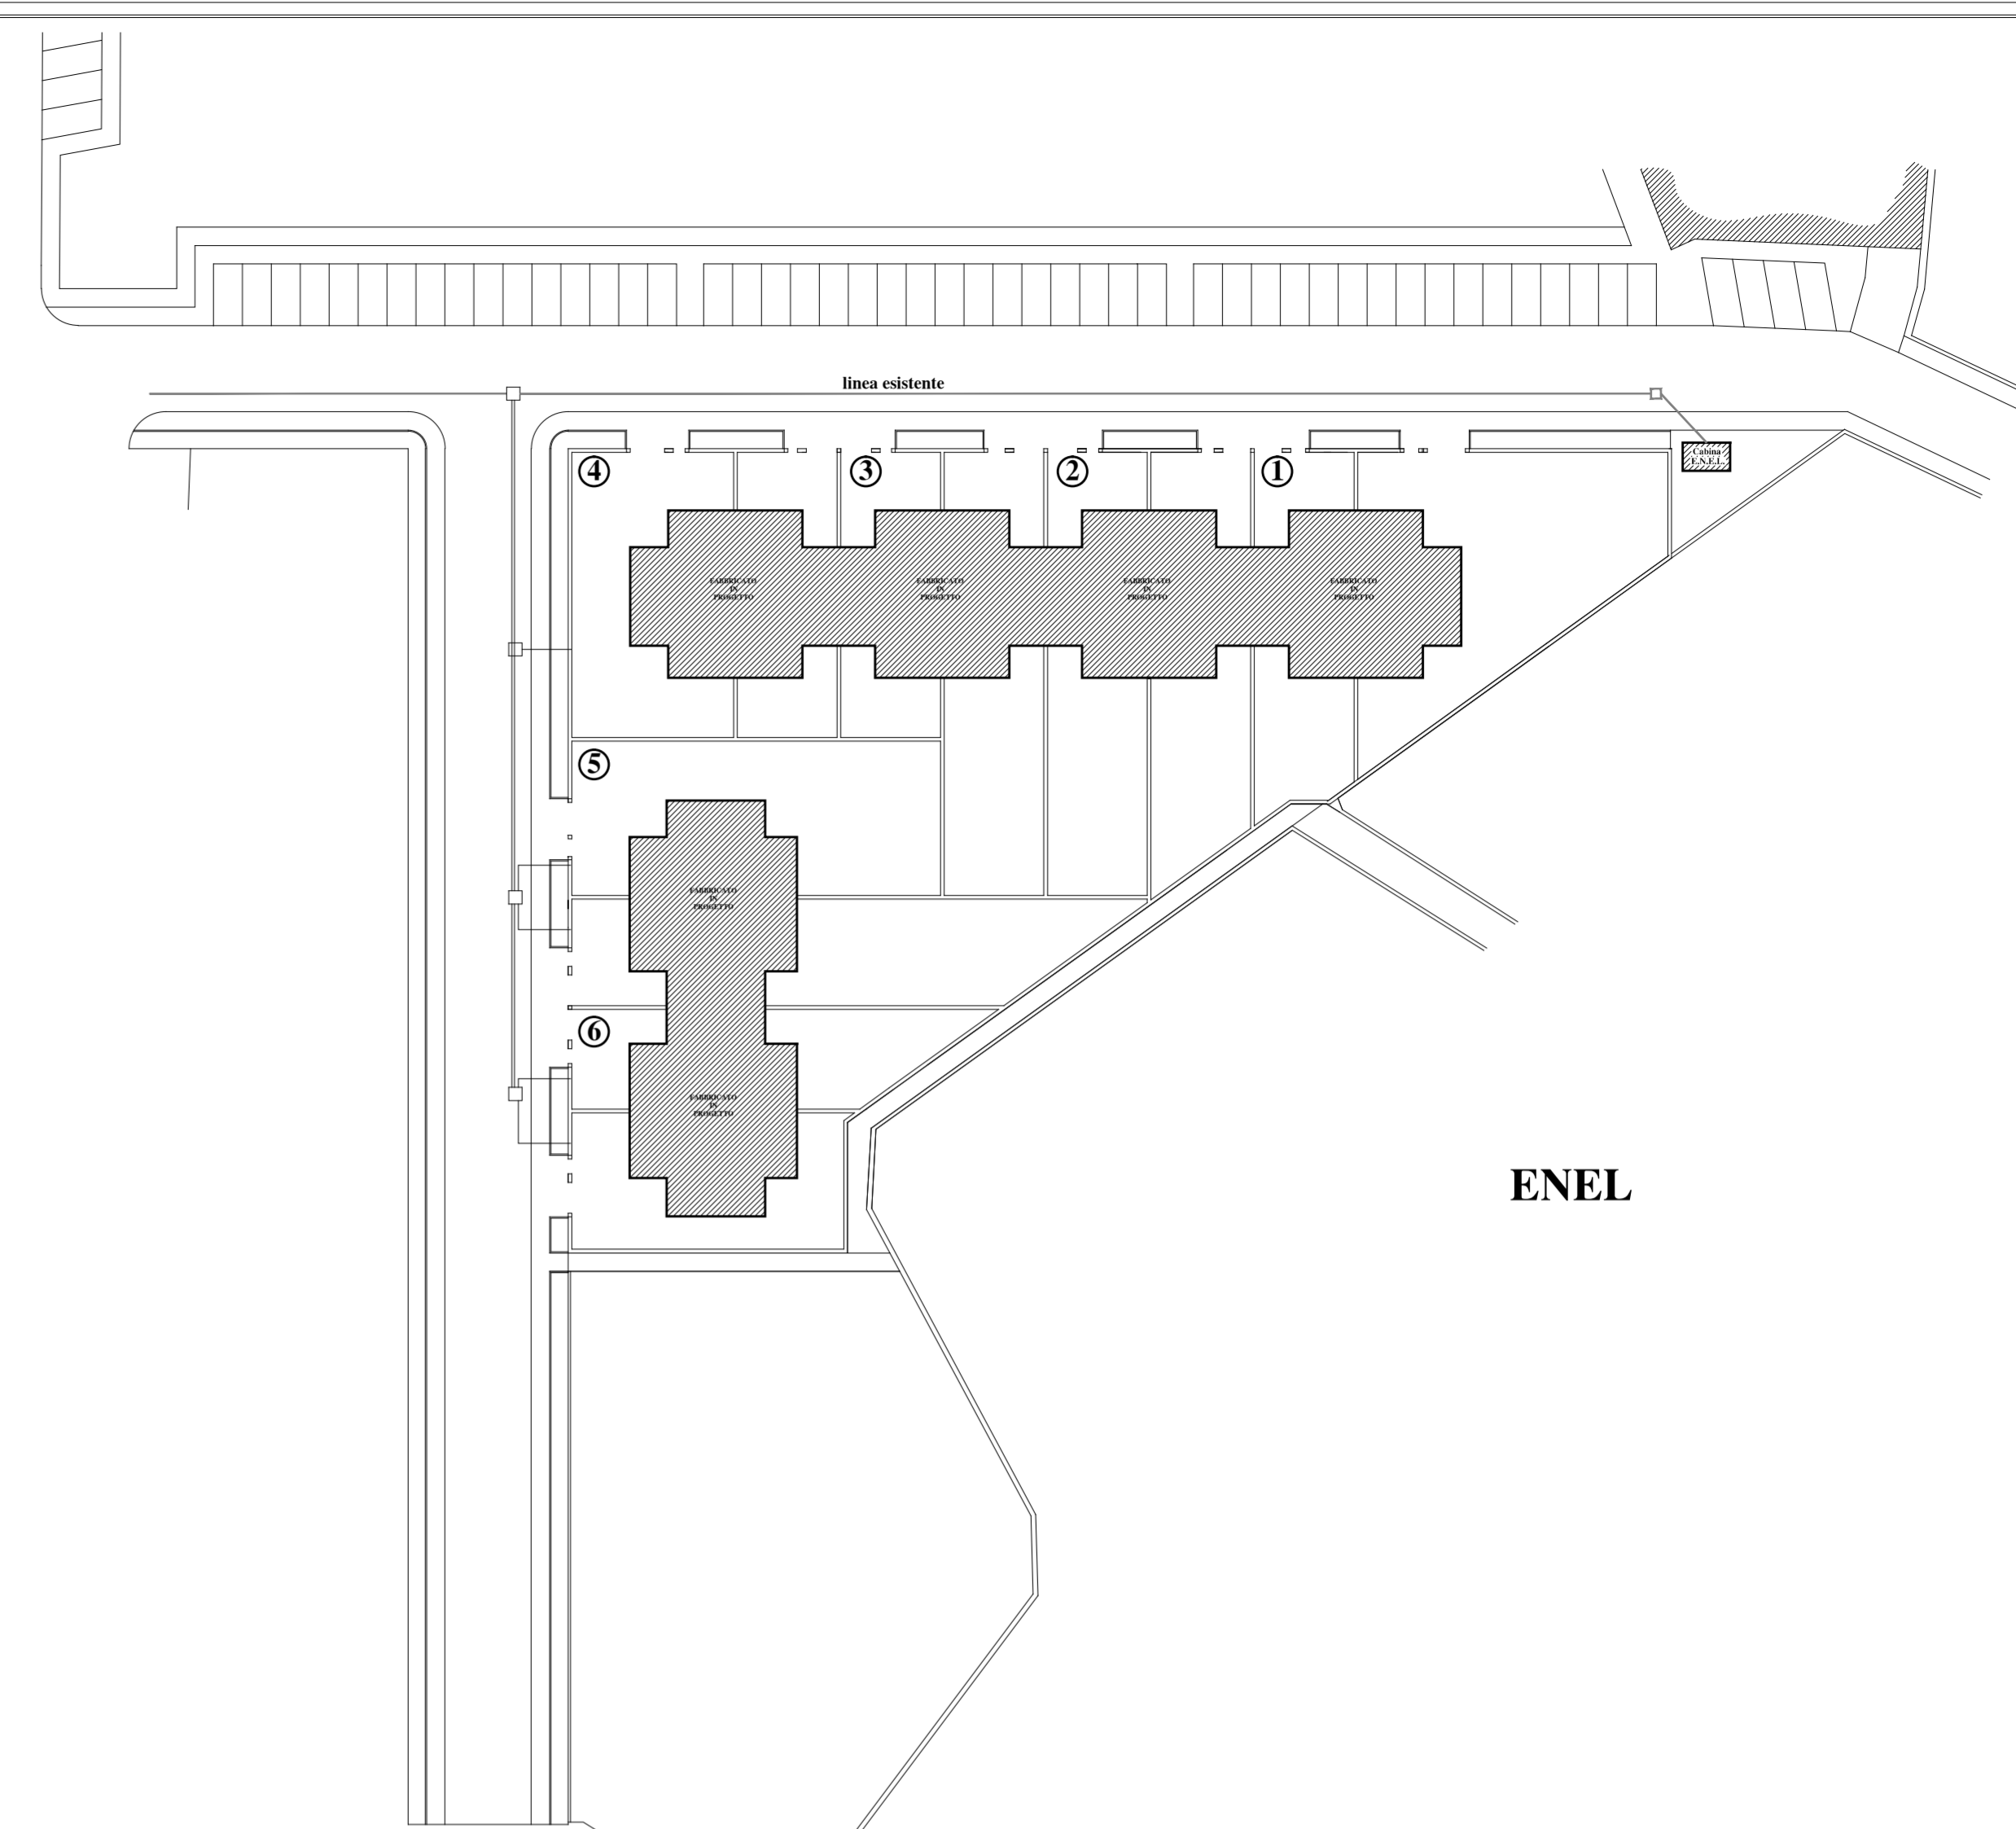 linea esistente
Cabina
E.N.E.L.
4
3
2
1
FABBRICATO
IN
PROGETTO
FABBRICATO
IN
PROGETTO
FABBRICATO
IN
PROGETTO
FABBRICATO
IN
PROGETTO
5
FABBRICATO
IN
PROGETTO
6
FABBRICATO
IN
PROGETTO
ENEL